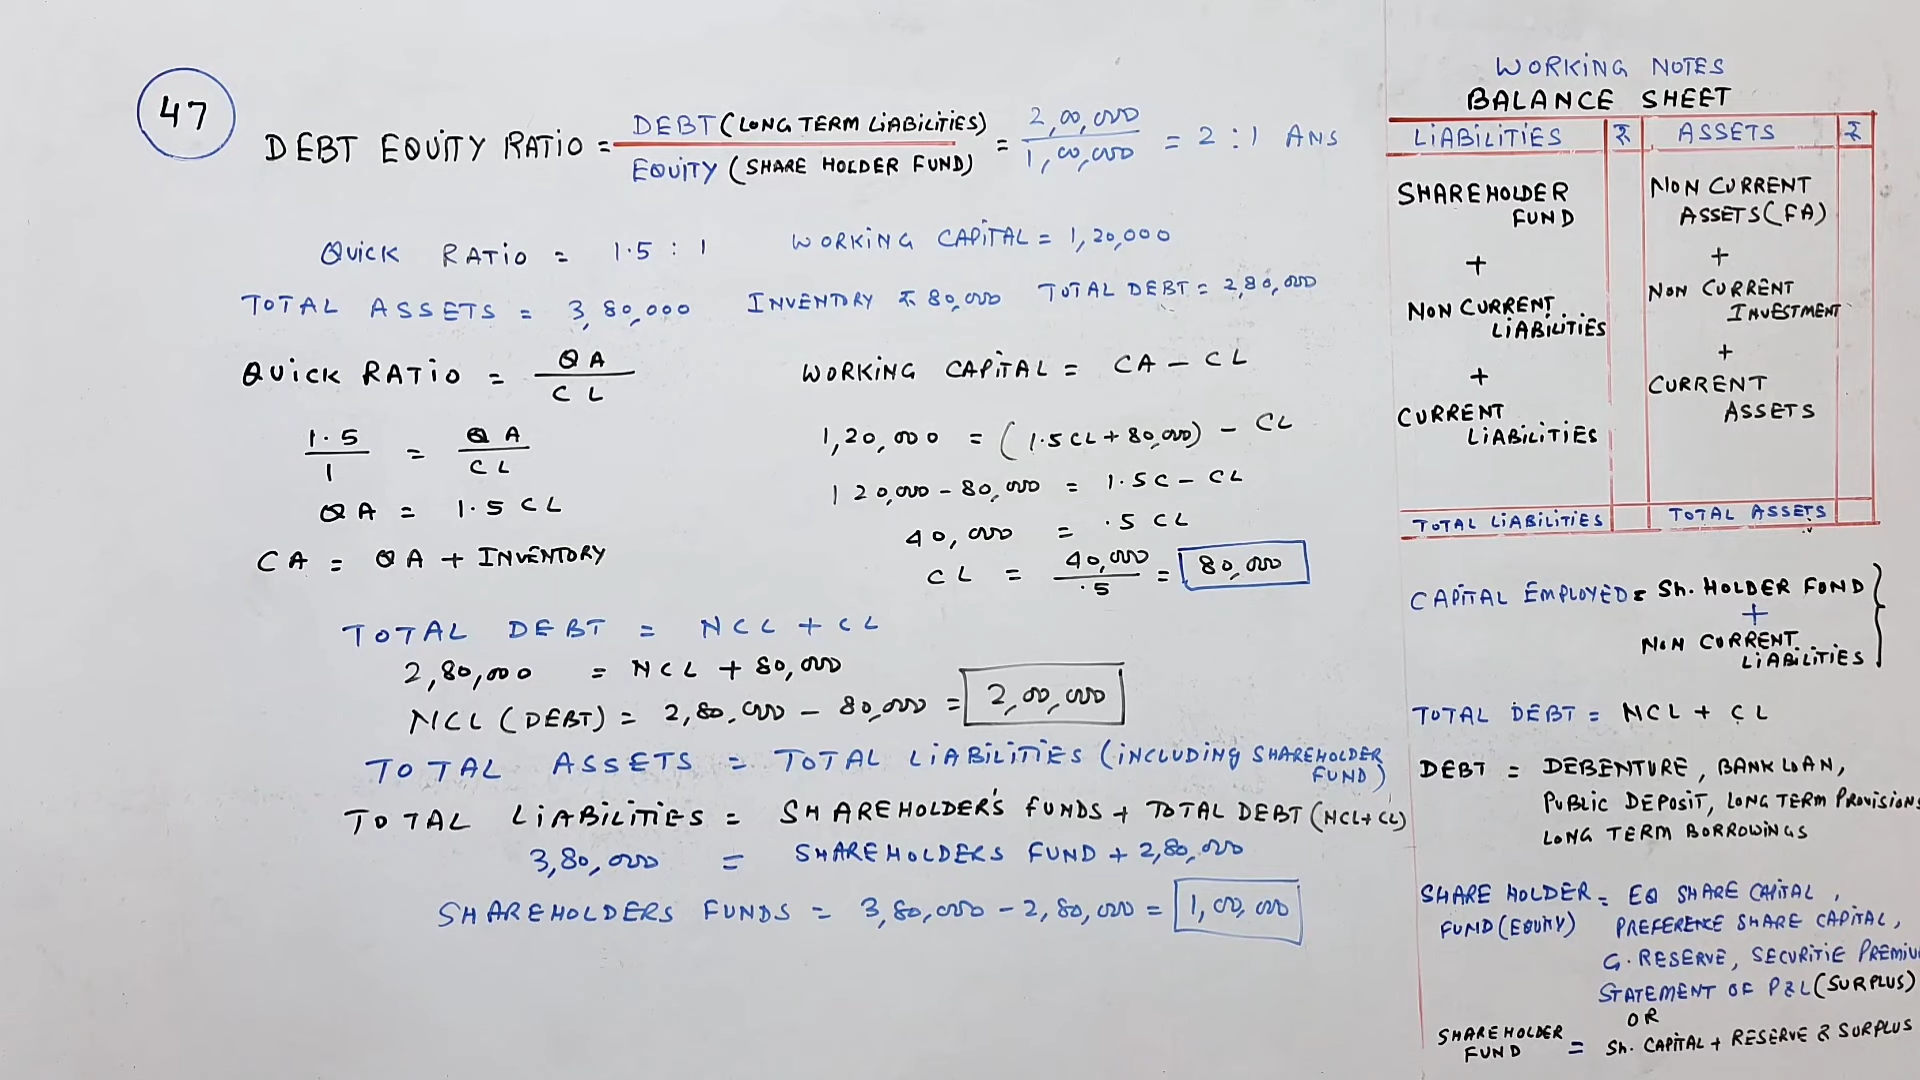 47
DEBT EQUITY RATIO = DEBT (LONG TERM LIABILITIES) / EQUITY (SHARE HOLDER FUND) = 2,00,000 / 1,00,000 = 2 : 1 ANS
QUICK RATIO = 1.5 : 1 WORKING CAPITAL = 1,20,000
TOTAL ASSETS = 3,80,000 INVENTORY ₹ 80,000 TOTAL DEBT = 2,80,000
QUICK RATIO = QA / CL
1.5 / 1 = QA / CL
QA = 1.5 CL
CA = QA + INVENTORY
WORKING CAPITAL = CA - CL
1,20,000 = (1.5 CL + 80,000) - CL
120,000 - 80,000 = 1.5C - CL
40,000 = .5 CL
CL = 40,000 / .5 = 80,000
TOTAL DEBT = NCL + CL
2,80,000 = NCL + 80,000
NCL (DEBT) = 2,80,000 - 80,000 = 2,00,000
TOTAL ASSETS = TOTAL LIABILITIES (INCLUDING SHAREHOLDER
FUND)
TOTAL LIABILITIES = SHAREHOLDER'S FUNDS + TOTAL DEBT (NCL+CL)
3,80,000 = SHAREHOLDERS FUND + 2,80,000
SHAREHOLDERS FUNDS = 3,80,000 - 2,80,000 = 1,00,000
WORKING NOTES
BALANCE SHEET
LIABILITIES ₹ ASSETS ₹
SHAREHOLDER
FUND
+
NON CURRENT
LIABILITIES
+
CURRENT
LIABILITIES
TOTAL LIABILITIES
NON CURRENT
ASSETS (FA)
+
NON CURRENT
INVESTMENT
+
CURRENT
ASSETS
TOTAL ASSETS
CAPITAL EMPLOYED = Sh. HOLDER FOND
+
NON CURRENT
LIABILITIES
TOTAL DEBT = NCL + CL
DEBT = DEBENTURE, BANK LOAN,
PUBLIC DEPOSIT, LONG TERM PROVISIONS
LONG TERM BORROWINGS
SHARE HOLDER = EQ SHARE CAPITAL,
FUND (EQUITY) PREFERENCE SHARE CAPITAL,
G. RESERVE, SECURITIE PREMIU
STATEMENT OF P&L (SURPLUS)
OR
SHAREHOLDER
FUND = Sh. CAPITAL + RESERVE & SURPLUS